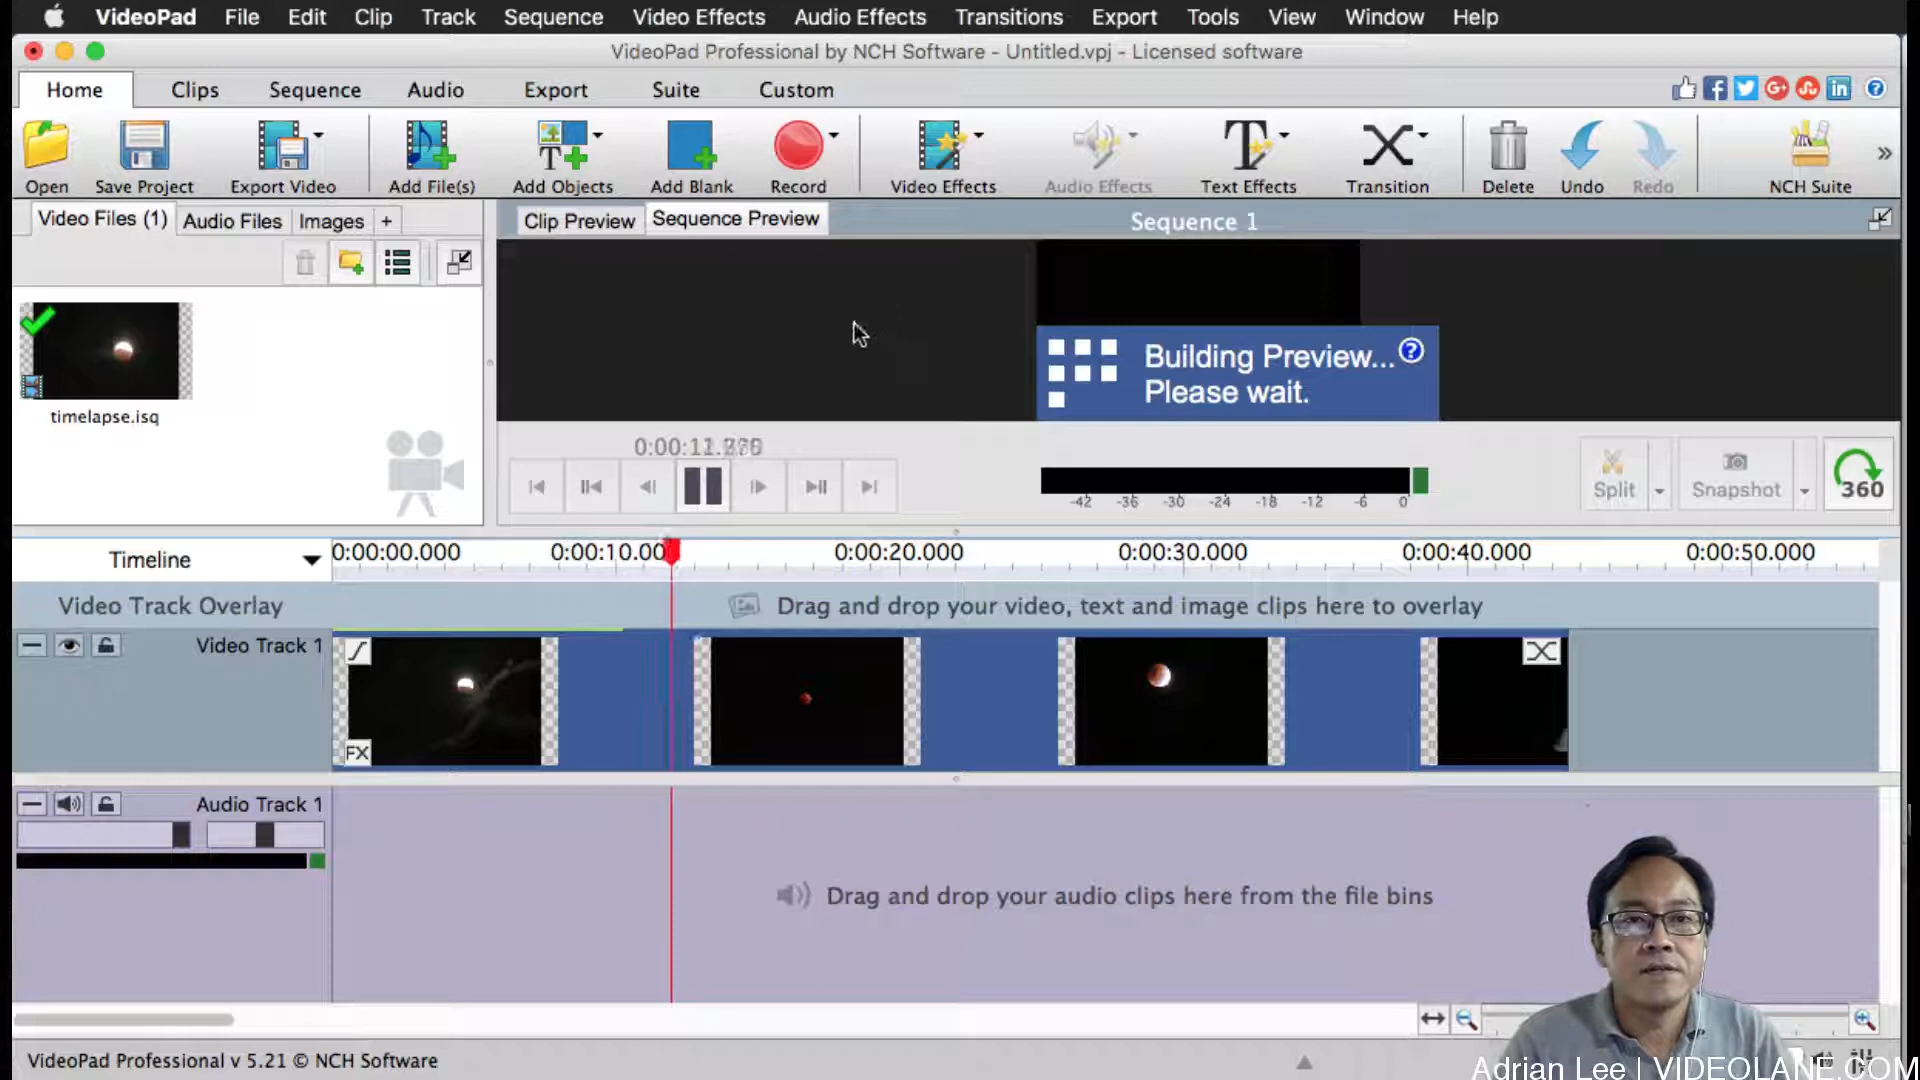 VideoPad File Edit Clip Track Sequence Video Effects Audio Effects Transitions Export Tools View Window Help
VideoPad Professional by NCH Software - Untitled.vpj - Licensed software
Home Clips Sequence Audio Export Suite Custom
Open Save Project Export Video Add File(s) Add Objects Add Blank Record Video Effects Audio Effects Text Effects Transition Delete Undo Redo NCH Suite
Video Files (1) Audio Files Images +
Clip Preview Sequence Preview Sequence 1
timelapse.isq
Building Preview...
Please wait.
-42 -36 -30 -24 -18 -12 -6 0
Split Snapshot 360
Timeline 0:00:00.000 0:00:10.00 0:00:20.000 0:00:30.000 0:00:40.000 0:00:50.000
Video Track Overlay Drag and drop your video, text and image clips here to overlay
Video Track 1
FX
Audio Track 1
Drag and drop your audio clips here from the file bins
VideoPad Professional v 5.21 © NCH Software
Adrian Lee | VIDEOLANE.COM